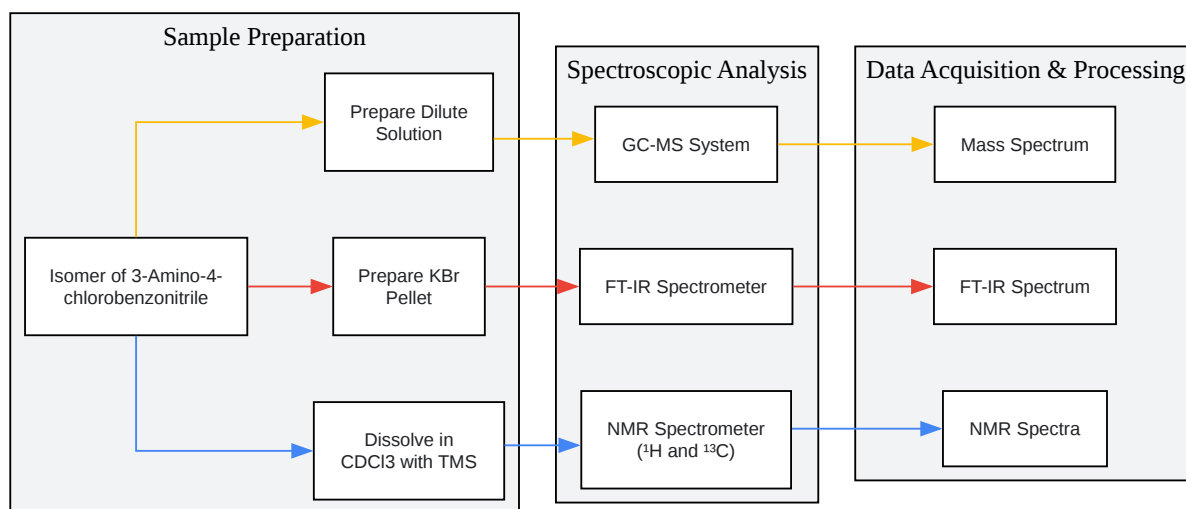 Sample Preparation
Spectroscopic Analysis
Data Acquisition & Processing
Prepare Dilute
Solution
GC-MS System
Mass Spectrum
Isomer of 3-Amino-4-
chlorobenzonitrile
Prepare KBr
Pellet
FT-IR Spectrometer
FT-IR Spectrum
Dissolve in
CDCl3 with TMS
NMR Spectrometer
(¹H and ¹³C)
NMR Spectra